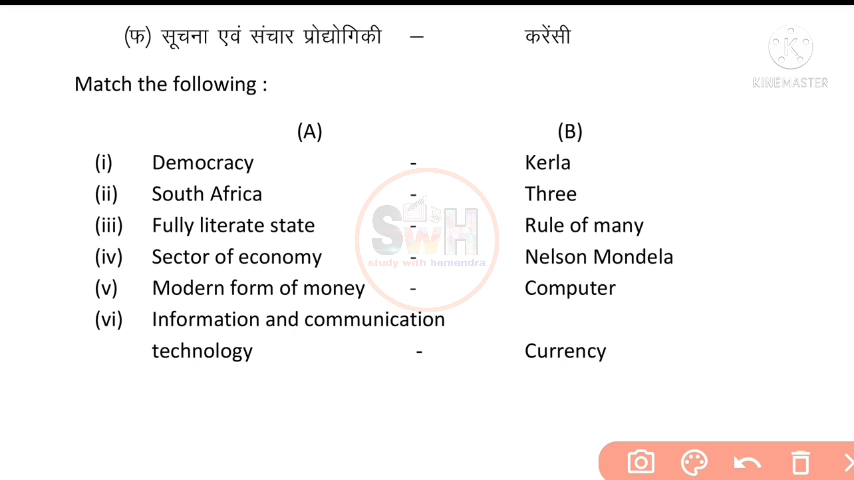 (फ) सूचना एवं संचार प्रोद्योगिकी – करेंसी
KINEMASTER
Match the following :
(A) (B)
(i) Democracy - Kerla
(ii) South Africa - Three
(iii) Fully literate state - Rule of many
(iv) Sector of economy - Nelson Mondela
(v) Modern form of money - Computer
(vi) Information and communication
technology - Currency
SWH
study with hemendra